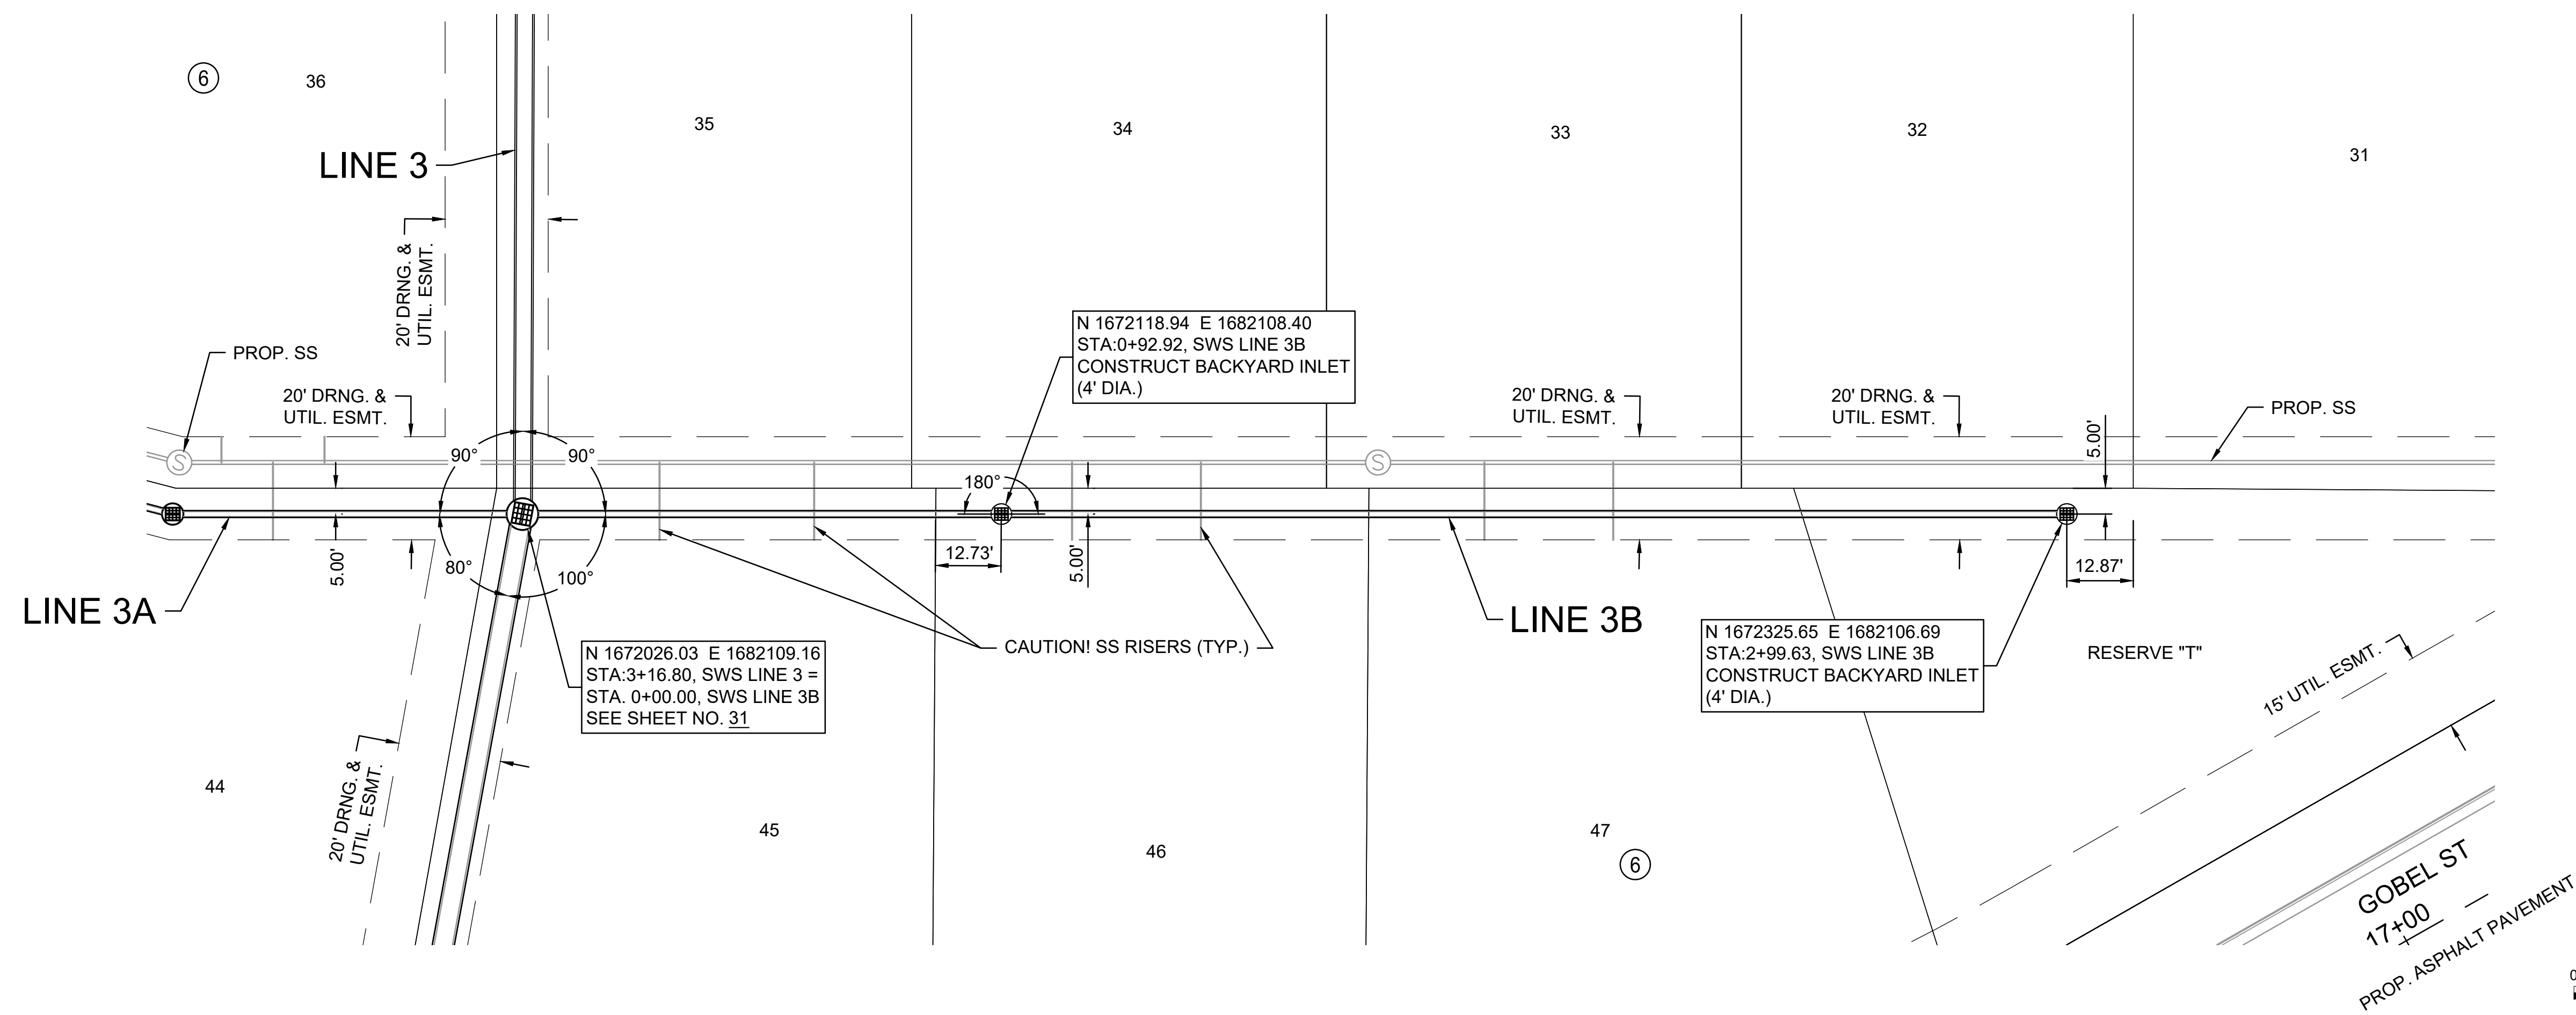 6
36
35
34
33
32
31
LINE 3
20' DRNG. &
UTIL. ESMT.
PROP. SS
20' DRNG. &
UTIL. ESMT.
N 1672118.94  E 1682108.40
STA:0+92.92, SWS LINE 3B
CONSTRUCT BACKYARD INLET
(4' DIA.)
20' DRNG. &
UTIL. ESMT.
20' DRNG. &
UTIL. ESMT.
PROP. SS
5.00'
S
S
90°
90°
180°
80°
100°
5.00'
12.73'
5.00'
12.87'
LINE 3A
LINE 3B
CAUTION! SS RISERS (TYP.)
N 1672026.03  E 1682109.16
STA:3+16.80, SWS LINE 3 =
STA. 0+00.00, SWS LINE 3B
SEE SHEET NO. 31
N 1672325.65  E 1682106.69
STA:2+99.63, SWS LINE 3B
CONSTRUCT BACKYARD INLET
(4' DIA.)
RESERVE "T"
15' UTIL. ESMT.
20' DRNG. &
UTIL. ESMT.
44
45
46
47
6
GOBEL ST
17+00
PROP. ASPHALT PAVEMENT